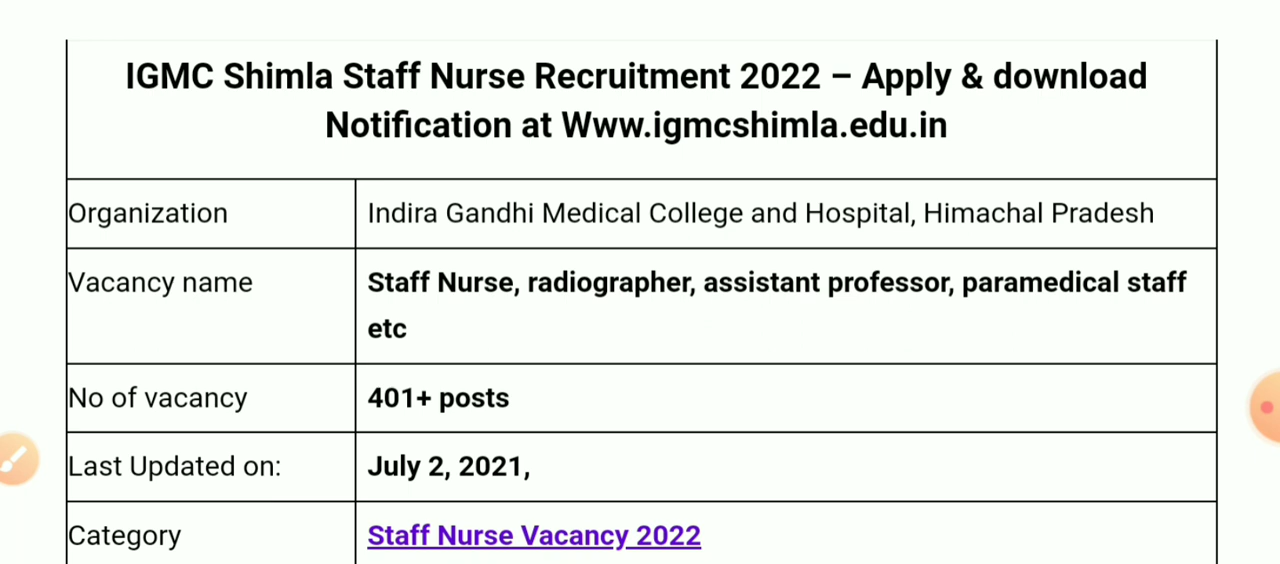 IGMC Shimla Staff Nurse Recruitment 2022 – Apply & download
Notification at Www.igmcshimla.edu.in
Organization
Indira Gandhi Medical College and Hospital, Himachal Pradesh
Vacancy name
Staff Nurse, radiographer, assistant professor, paramedical staff
etc
No of vacancy
401+ posts
Last Updated on:
July 2, 2021,
Category
Staff Nurse Vacancy 2022